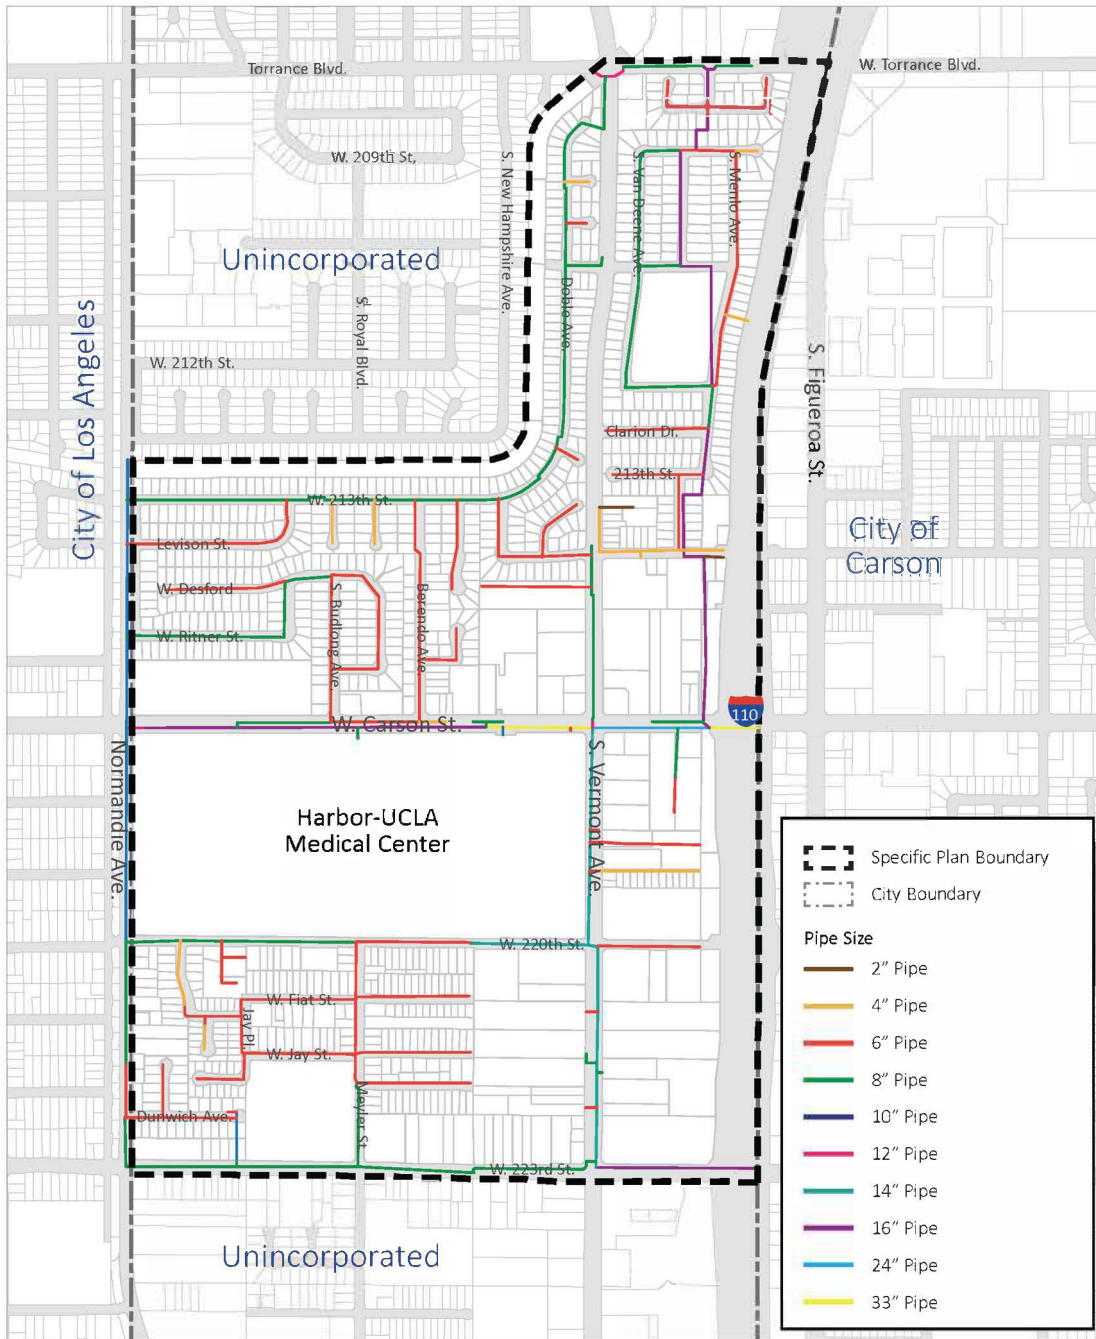 Torrance Blvd.
W. Torrance Blvd.
W. 209th St,
S. New Hampshire Ave.
S. Van Deene Ave.
S. Menlo Ave.
Unincorporated
Doble Ave.
S. Royal Blvd.
W. 212th St.
City of Los Angeles
S. Figueroa St.
Clarion Dr.
213th St.
W. 213th St.
City of
Carson
Levison St.
W. Desford
S. Budlong Ave.
Berendo Ave.
W. Ritner St.
W. Carson St.
110
Normandie Ave.
S. Vermont Ave.
Harbor-UCLA
Medical Center
W. 220th St.
W. Fiat St.
Jay Pl.
W. Jay St.
Meyler St
Dunwich Ave.
W. 223rd St.
Unincorporated
Specific Plan Boundary
City Boundary
Pipe Size
2” Pipe
4” Pipe
6” Pipe
8” Pipe
10” Pipe
12” Pipe
14” Pipe
16” Pipe
24” Pipe
33” Pipe